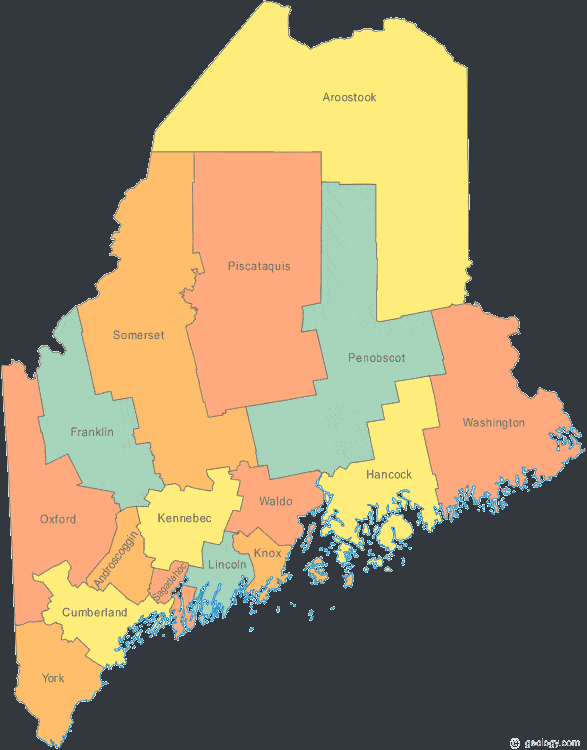 Aroostook
Piscataquis
Somerset
Penobscot
Washington
Franklin
Hancock
Waldo
Kennebec
Oxford
Androscoggin
Knox
Lincoln
Sagadahoc
Cumberland
York
© geology.com